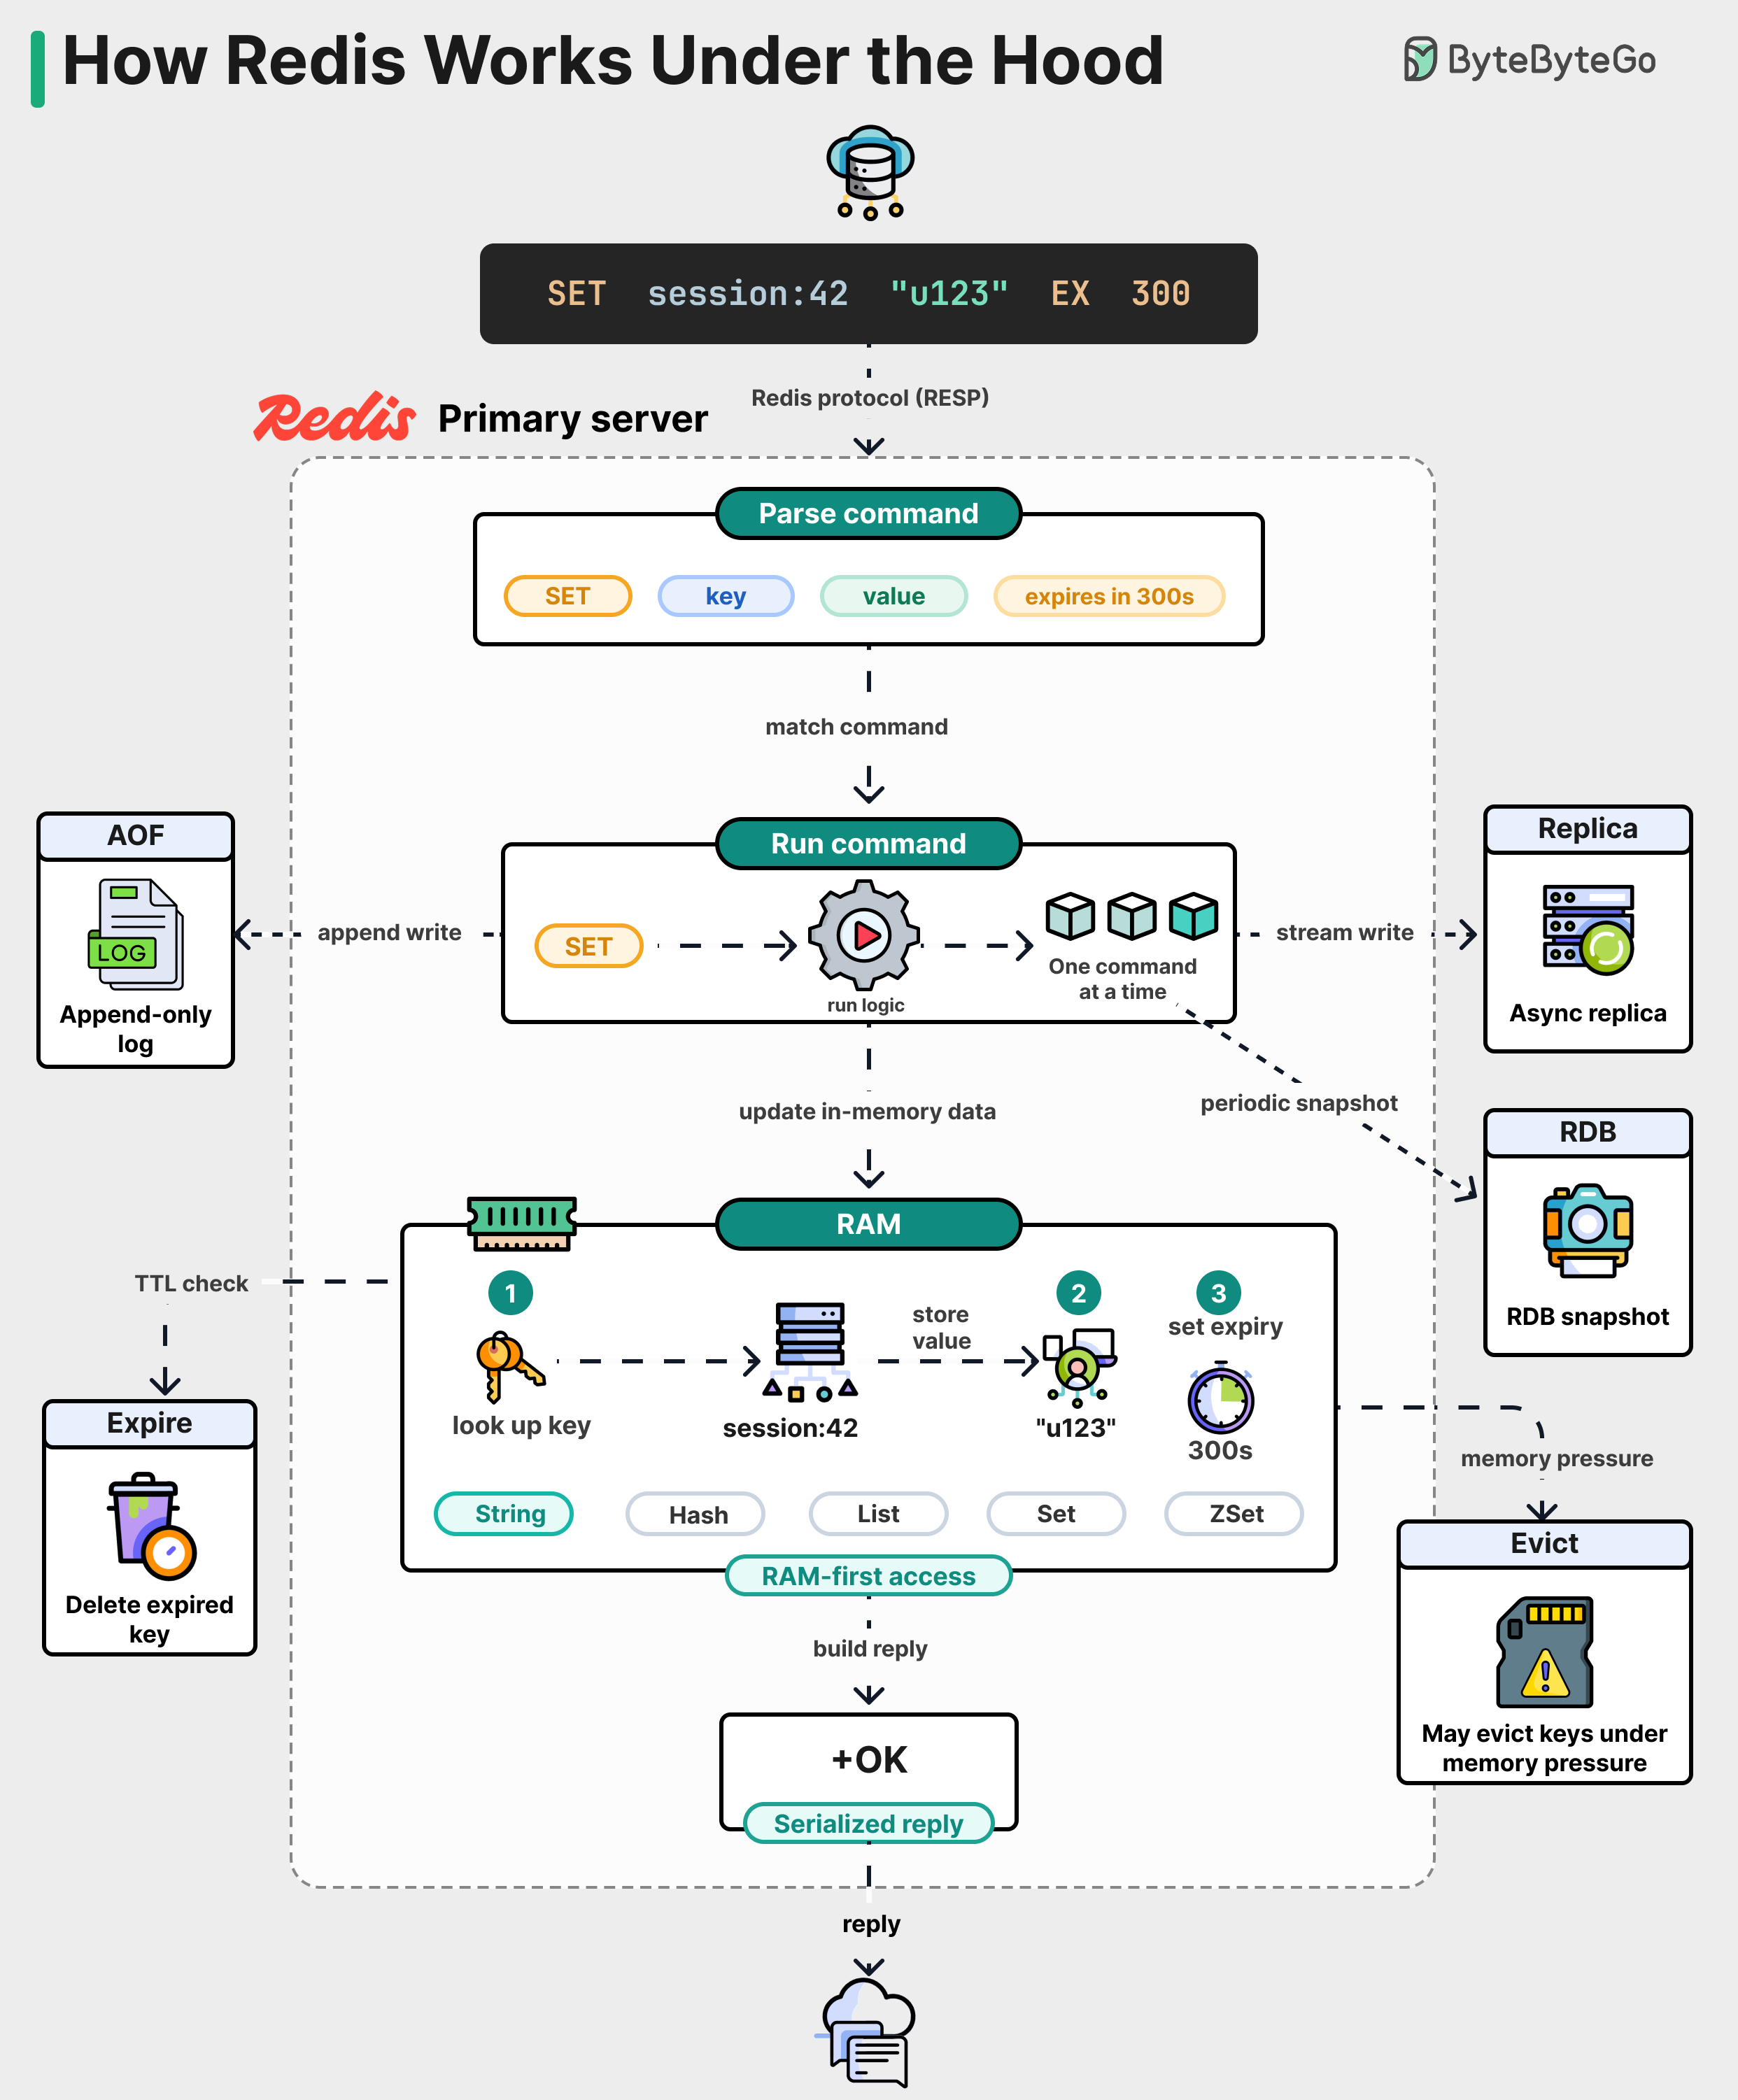 How Redis Works Under the Hood
ByteByteGo
SET session:42 "u123" EX 300
Redis protocol (RESP)
Redis Primary server
Parse command
SET key value expires in 300s
match command
AOF
LOG
Append-only
log
append write
Run command
SET
run logic
One command
at a time
stream write
Replica
Async replica
update in-memory data
periodic snapshot
RDB
RDB snapshot
RAM
TTL check
Expire
Delete expired
key
1
look up key
session:42
store
value
2
"u123"
3
set expiry
300s
String Hash List Set ZSet
RAM-first access
memory pressure
Evict
May evict keys under
memory pressure
build reply
+OK
Serialized reply
reply